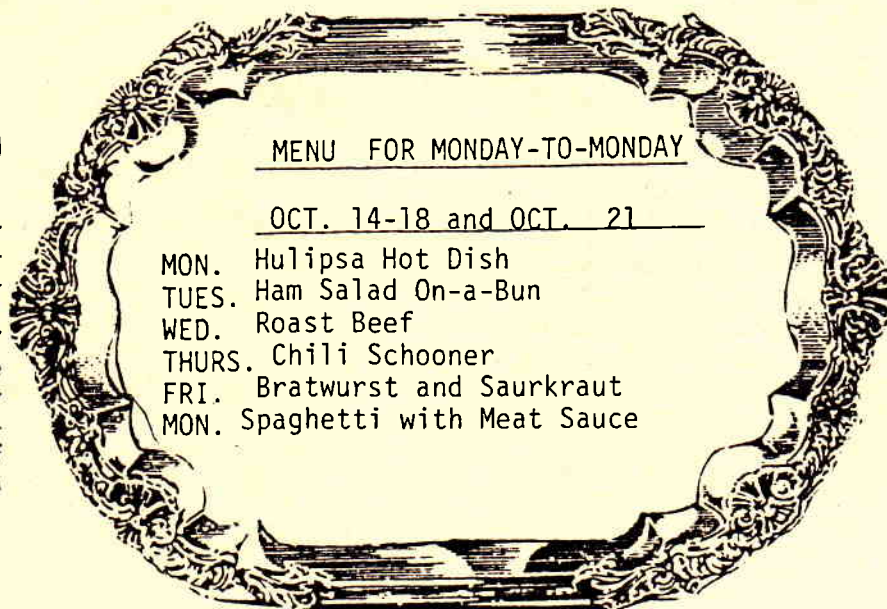 MENU FOR MONDAY-TO-MONDAY
OCT. 14-18 and OCT. 21
MON. Hulipsa Hot Dish
TUES. Ham Salad On-a-Bun
WED. Roast Beef
THURS. Chili Schooner
FRI. Bratwurst and Saurkraut
MON. Spaghetti with Meat Sauce